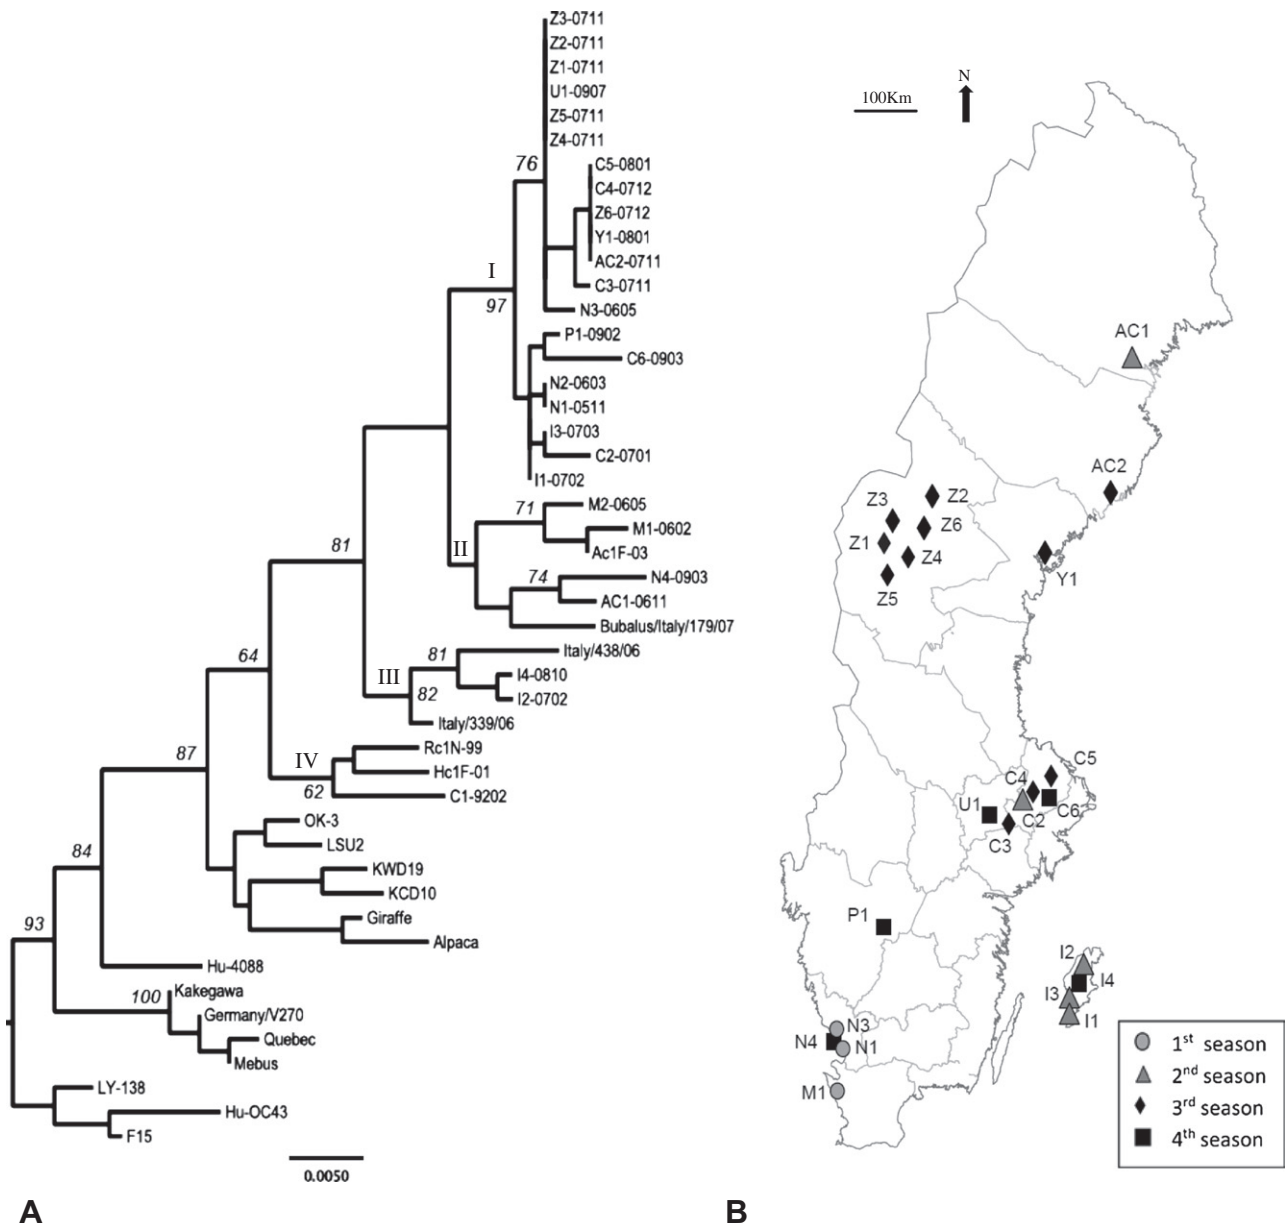 Z3-0711
Z2-0711
Z1-0711
U1-0907
Z5-0711
Z4-0711
76
C5-0801
C4-0712
Z6-0712
Y1-0801
AC2-0711
I
C3-0711
97
N3-0605
P1-0902
C6-0903
N2-0603
N1-0511
I3-0703
C2-0701
I1-0702
M2-0605
71
M1-0602
81
II
Ac1F-03
74
N4-0903
AC1-0611
Bubalus/Italy/179/07
64
81
Italy/438/06
III
I4-0810
82
I2-0702
Italy/339/06
87
IV
Rc1N-99
Hc1F-01
62
C1-9202
OK-3
84
LSU2
KWD19
KCD10
93
Giraffe
Alpaca
Hu-4088
100
Kakegawa
Germany/V270
Quebec
Mebus
LY-138
Hu-OC43
F15
0.0050
A
N
100Km
AC1
AC2
Z3
Z2
Z6
Z1
Z4
Y1
Z5
C5
C4
U1
C6
C2
C3
P1
I2
I4
I3
I1
N3
N4
N1
M1
1st season
2nd season
3rd season
4th season
B